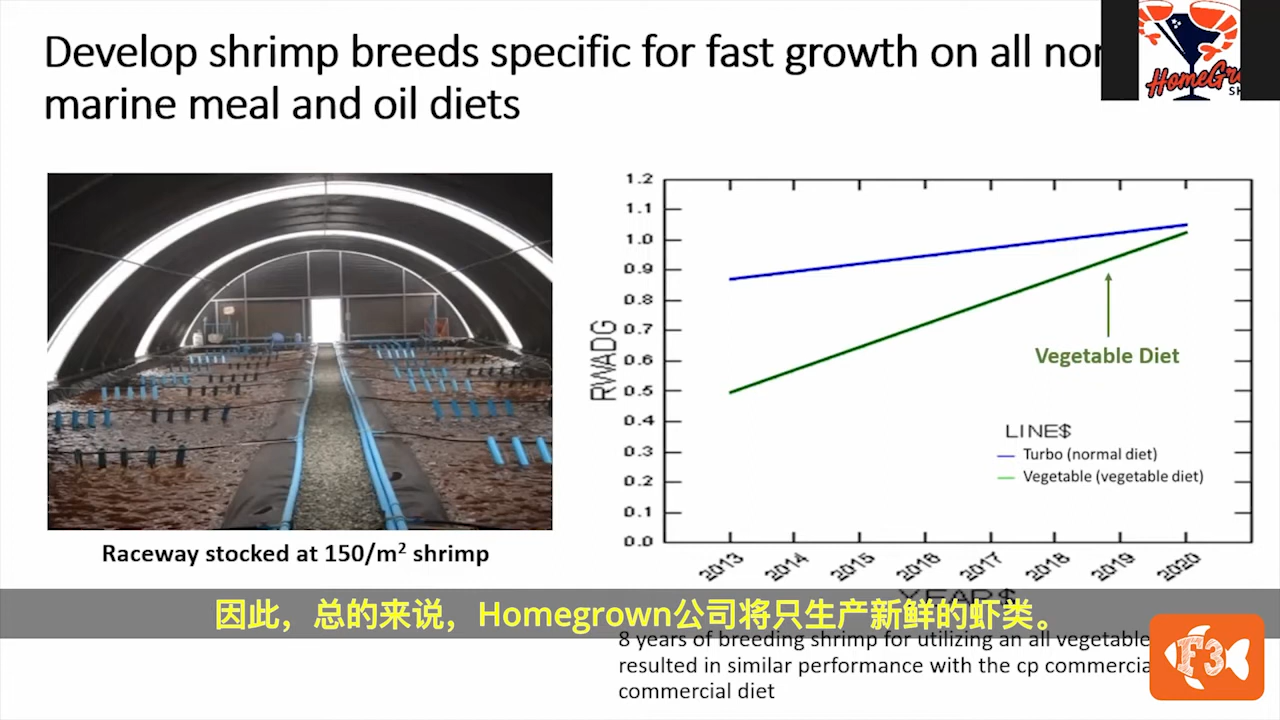 Develop shrimp breeds specific for fast growth on all
marine meal and oil diets
HomeGr
SH
1.2
1.1
1.0
0.9
0.8
0.7
0.6
0.5
0.4
0.3
0.2
0.1
0.0
RWADG
Vegetable Diet
LINE$
Turbo (normal diet)
Vegetable (vegetable diet)
2013 2014 2015 2016 2017 2018 2019 2020
YEAR$
Raceway stocked at 150/m² shrimp
因此，总的来说，Homegrown公司将只生产新鲜的虾类。
8 years of breeding shrimp for utilizing an all vegetable
resulted in similar performance with the cp
commercial diet
F3